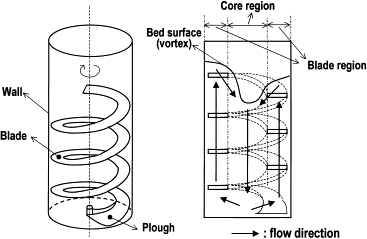 Core region
Bed surface
(vortex)
Blade region
Wall
Blade
Plough
: flow direction